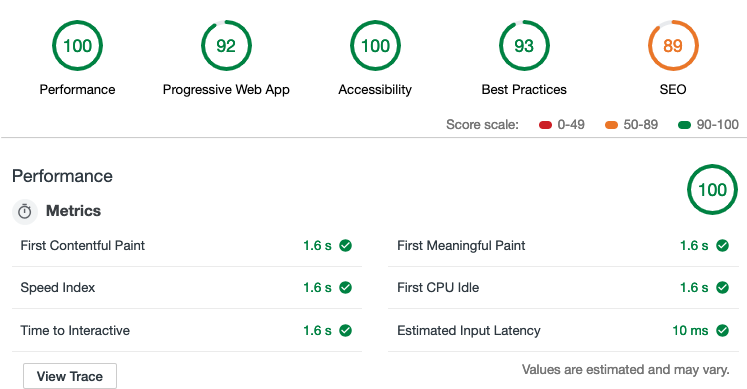 100 92 100 93 89
Performance Progressive Web App Accessibility Best Practices SEO
Score scale: 0-49 50-89 90-100
Performance
100
Metrics
First Contentful Paint 1.6 s First Meaningful Paint 1.6 s
Speed Index 1.6 s First CPU Idle 1.6 s
Time to Interactive 1.6 s Estimated Input Latency 10 ms
View Trace Values are estimated and may vary.